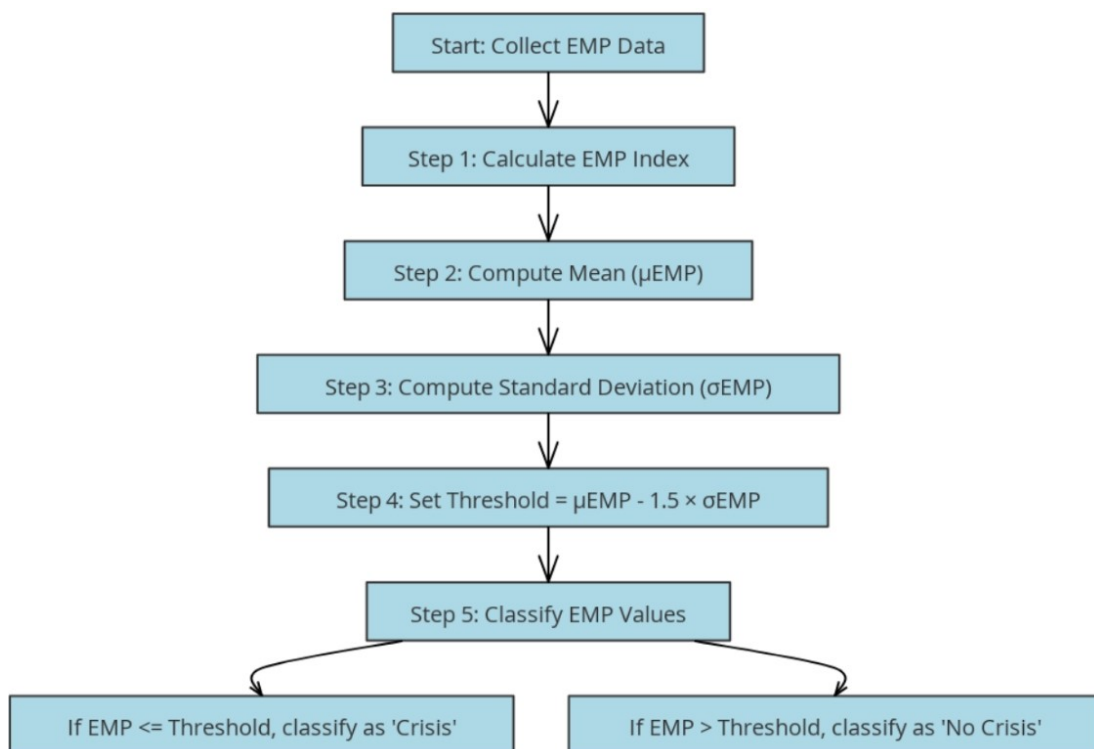 Start: Collect EMP Data
Step 1: Calculate EMP Index
Step 2: Compute Mean (μEMP)
Step 3: Compute Standard Deviation (σEMP)
Step 4: Set Threshold = μEMP - 1.5 × σEMP
Step 5: Classify EMP Values
If EMP <= Threshold, classify as 'Crisis'
If EMP > Threshold, classify as 'No Crisis'